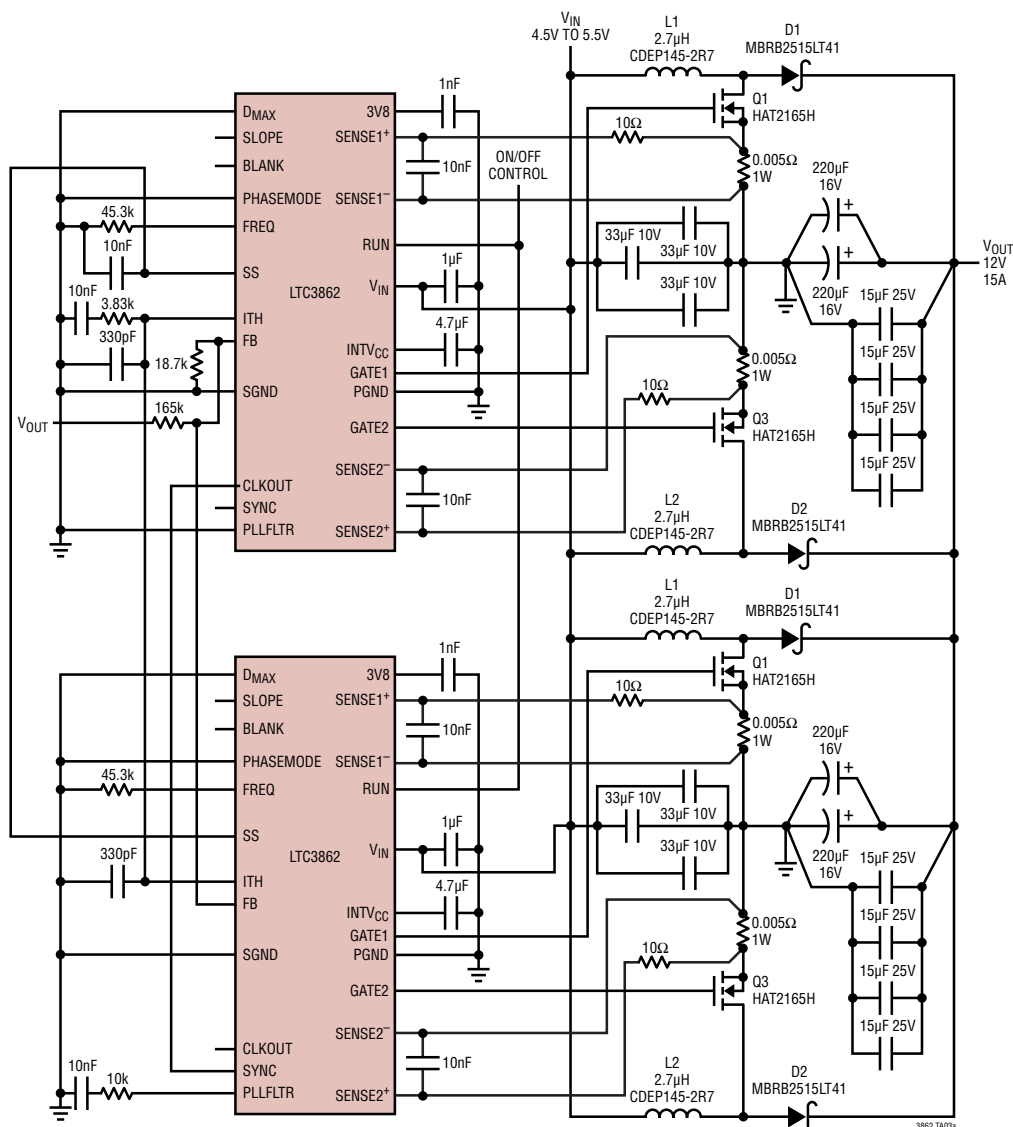 VIN
4.5V TO 5.5V
L1
2.7µH
CDEP145-2R7
D1
MBRB2515LT41
1nF
DMAX
3V8
SLOPE
SENSE1+
BLANK
10nF
PHASEMODE
SENSE1–
45.3k
FREQ
10nF
SS
RUN
ON/OFF
CONTROL
10Ω
Q1
HAT2165H
0.005Ω
1W
220µF
16V
+
+
220µF
16V
VOUT
12V
15A
33µF 10V
33µF 10V
33µF 10V
15µF 25V
15µF 25V
15µF 25V
15µF 25V
10nF
3.83k
ITH
330pF
FB
18.7k
SGND
VOUT
165k
LTC3862
VIN
1µF
4.7µF
INTVCC
GATE1
PGND
GATE2
SENSE2–
CLKOUT
10nF
SYNC
PLLFLTR
SENSE2+
0.005Ω
1W
10Ω
Q3
HAT2165H
L2
2.7µH
CDEP145-2R7
D2
MBRB2515LT41
L1
2.7µH
CDEP145-2R7
D1
MBRB2515LT41
1nF
DMAX
3V8
SLOPE
SENSE1+
BLANK
10nF
PHASEMODE
SENSE1–
45.3k
FREQ
RUN
SS
10Ω
Q1
HAT2165H
0.005Ω
1W
220µF
16V
+
+
220µF
16V
33µF 10V
33µF 10V
33µF 10V
15µF 25V
15µF 25V
15µF 25V
15µF 25V
330pF
ITH
FB
SGND
LTC3862
VIN
1µF
4.7µF
INTVCC
GATE1
PGND
GATE2
SENSE2–
CLKOUT
10nF
10nF
10k
SYNC
PLLFLTR
SENSE2+
0.005Ω
1W
10Ω
Q3
HAT2165H
L2
2.7µH
CDEP145-2R7
D2
MBRB2515LT41
3862 TA03a